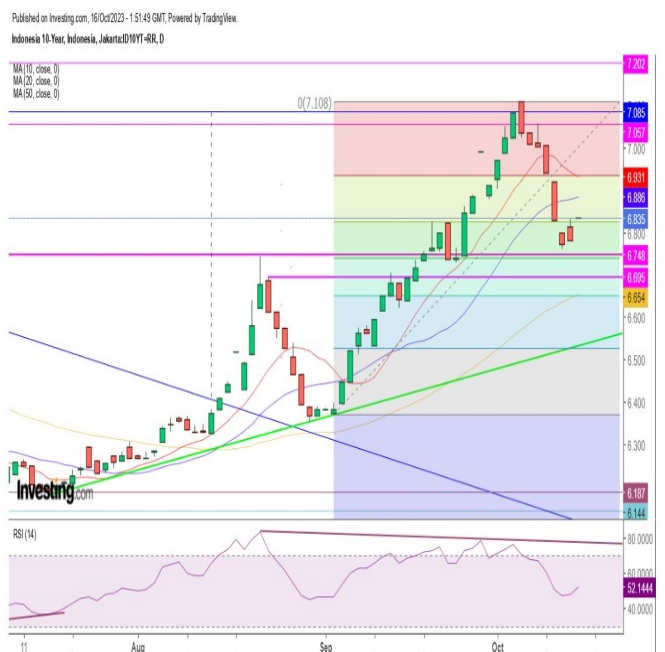 Published on Investing.com, 16/Oct/2023 - 1:51:49 GMT, Powered by TradingView.
Indonesia 10-Year, Indonesia, Jakarta:ID10YT=RR, D
MA (10, close, 0)
MA (20, close, 0)
MA (50, close, 0)
0(7.108)
7.202
7.085
7.057
7.000
6.931
6.886
6.835
6.800
6.748
6.695
6.654
6.600
6.500
6.400
6.300
6.187
6.144
Investing.com
RSI (14)
80.0000
60.0000
52.1444
40.0000
11
Aug
Sep
Oct